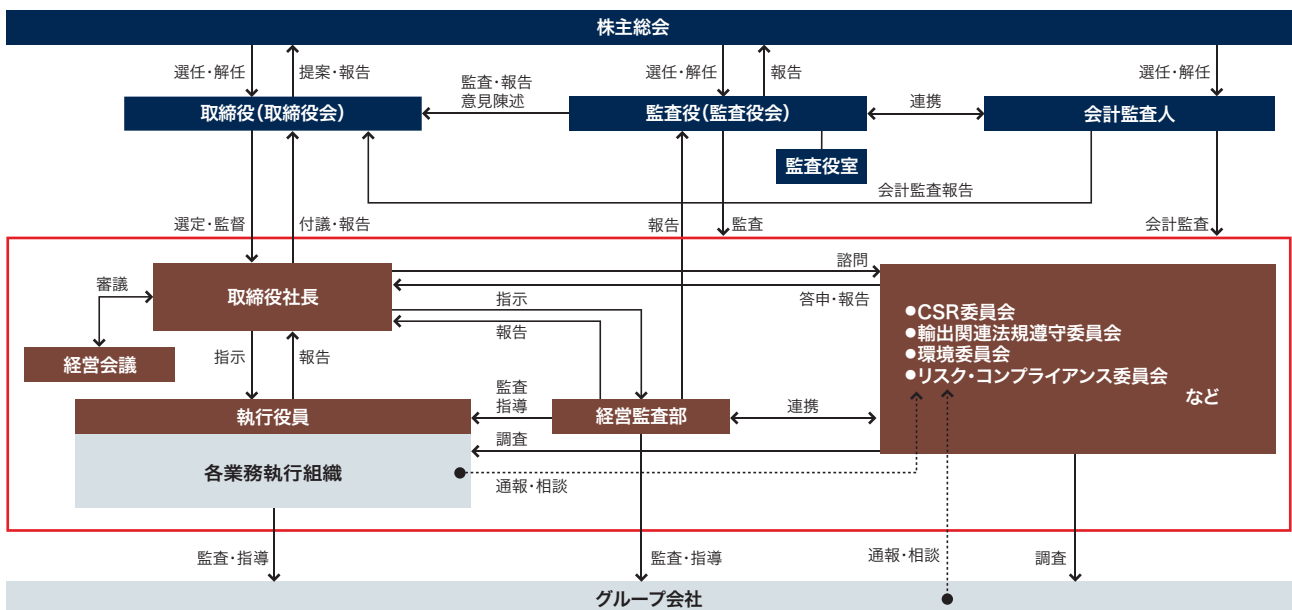 株主総会
選任・解任
提案・報告
監査・報告
意見陳述
選任・解任
報告
選任・解任
取締役(取締役会)
監査役(監査役会)
連携
会計監査人
監査役室
会計監査報告
選定・監督
付議・報告
報告
監査
会計監査
取締役社長
諮問
審議
指示
答申・報告
報告
経営会議
指示
報告
●CSR委員会
●輸出関連法規遵守委員会
●環境委員会
●リスク・コンプライアンス委員会
など
監査
指導
執行役員
経営監査部
連携
調査
各業務執行組織
通報・相談
監査・指導
監査・指導
通報・相談
調査
グループ会社